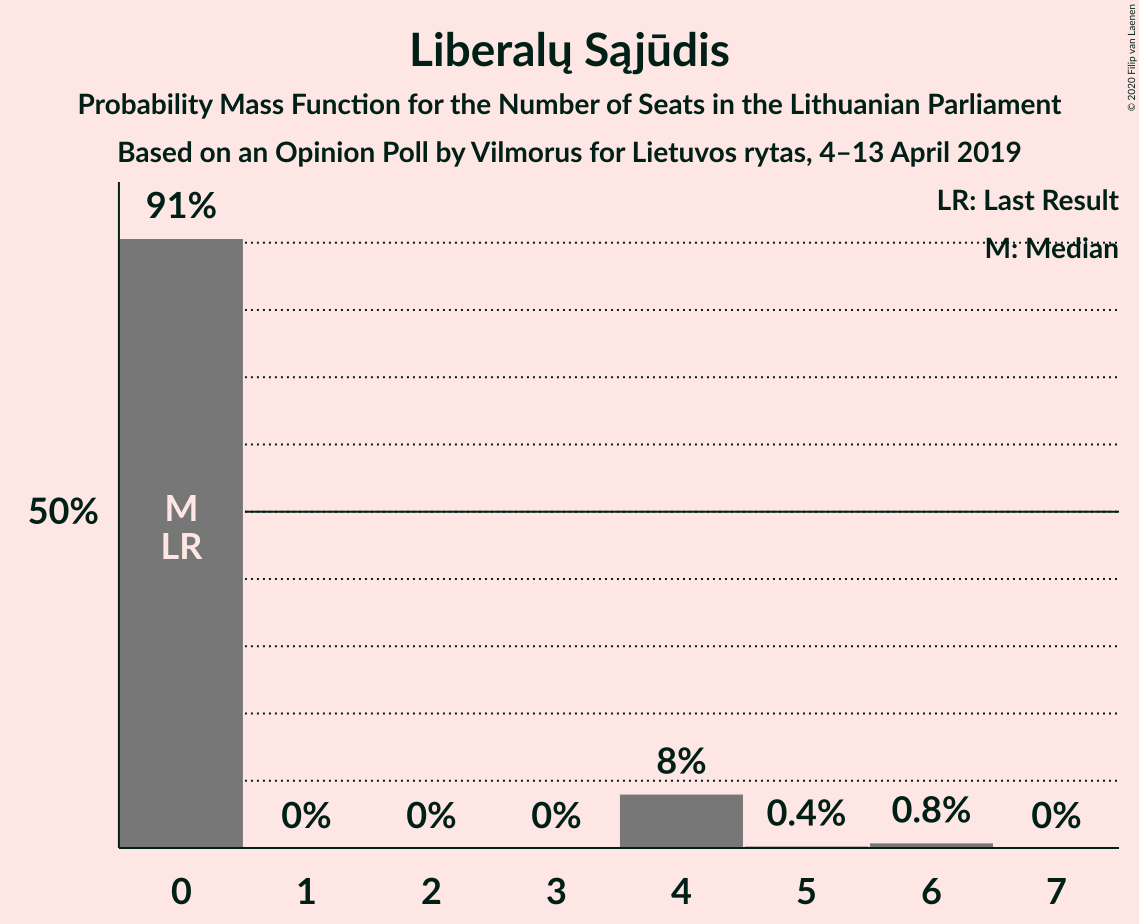 Liberalų Sąjūdis
Probability Mass Function for the Number of Seats in the Lithuanian Parliament
Based on an Opinion Poll by Vilmorus for Lietuvos rytas, 4–13 April 2019
© 2020 Filip van Laenen
LR: Last Result
M: Median
91%
50%
M
LR
0%
0%
0%
8%
0.4%
0.8%
0%
0
1
2
3
4
5
6
7